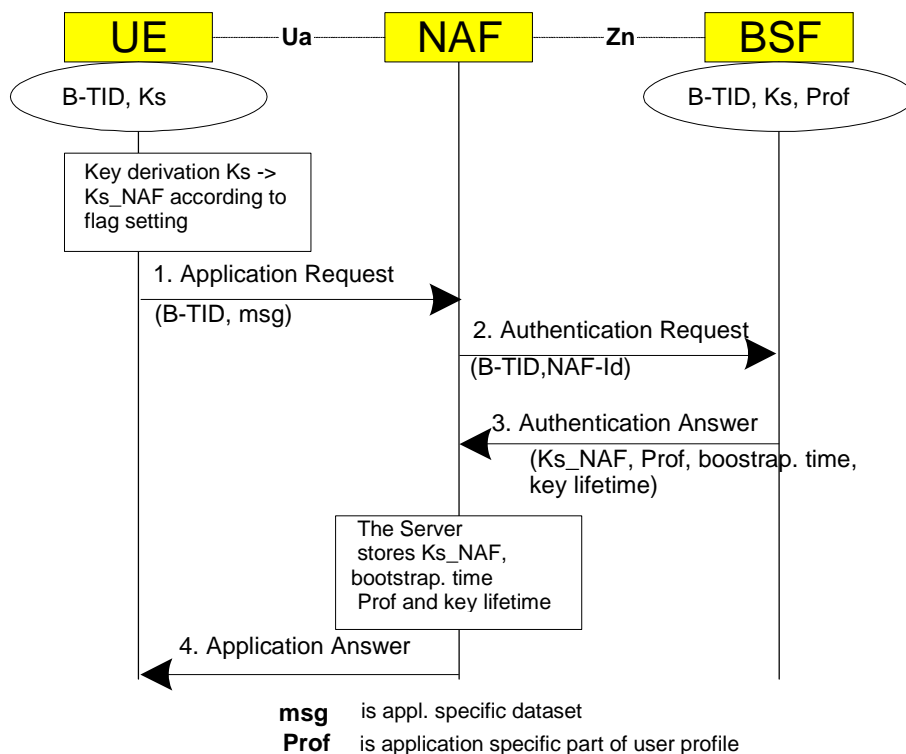 UE
Ua
NAF
Zn
BSF
B-TID, Ks
B-TID, Ks, Prof
Key derivation Ks ->
Ks_NAF according to
flag setting
1. Application Request
(B-TID, msg)
2. Authentication Request
(B-TID,NAF-Id)
3. Authentication Answer
(Ks_NAF, Prof, boostrap. time,
key lifetime)
The Server
stores Ks_NAF,
bootstrap. time
Prof and key lifetime
4. Application Answer
msg is appl. specific dataset
Prof is application specific part of user profile